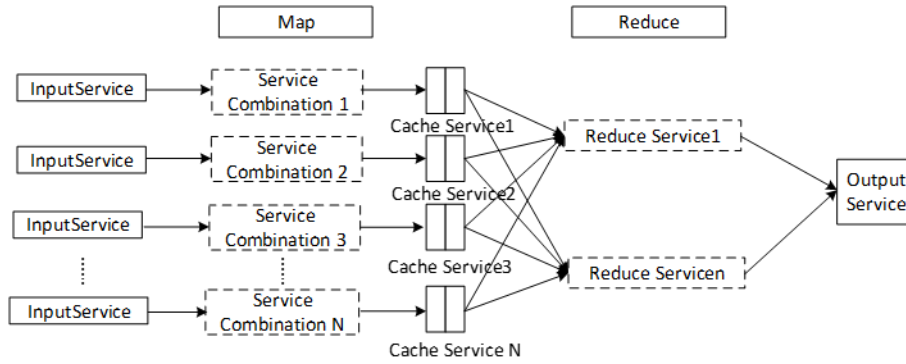 Map
Reduce
InputService
Service
Combination 1
Cache Service1
InputService
Service
Combination 2
Cache Service2
InputService
Service
Combination 3
Cache Service3
InputService
Service
Combination N
Cache Service N
Reduce Service1
Reduce Servicen
Output
Service